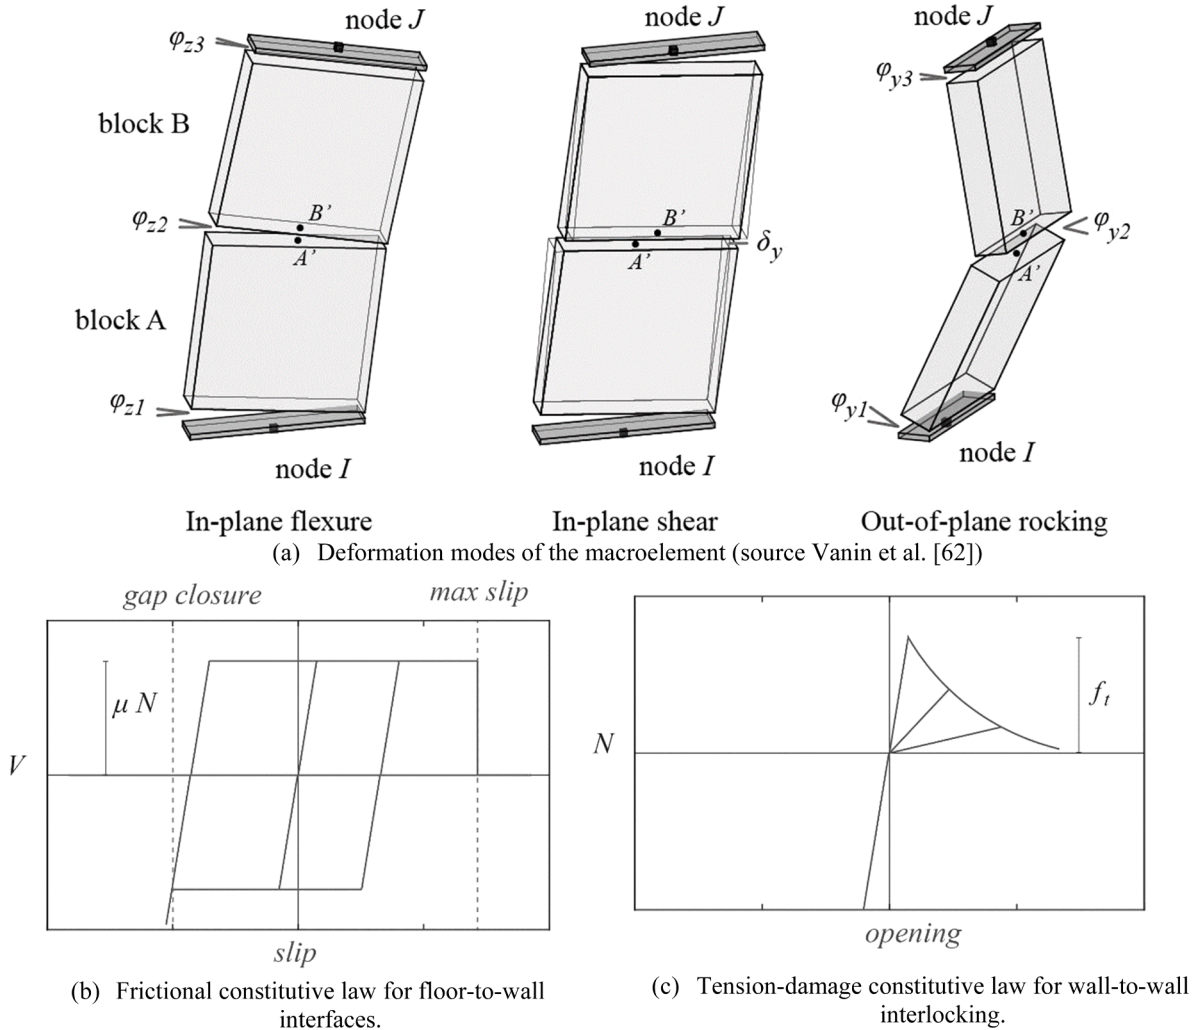 node J
node J
node J
φz3
φy3
block B
B’
B’
B’
φz2
φy2
δy
A’
A’
A’
block A
φz1
φy1
node I
node I
node I
In-plane flexure
In-plane shear
Out-of-plane rocking
(a) Deformation modes of the macroelement (source Vanin et al. [62])
gap closure
max slip
μ N
V
slip
(b) Frictional constitutive law for floor-to-wall
interfaces.
ft
N
opening
(c) Tension-damage constitutive law for wall-to-wall
interlocking.